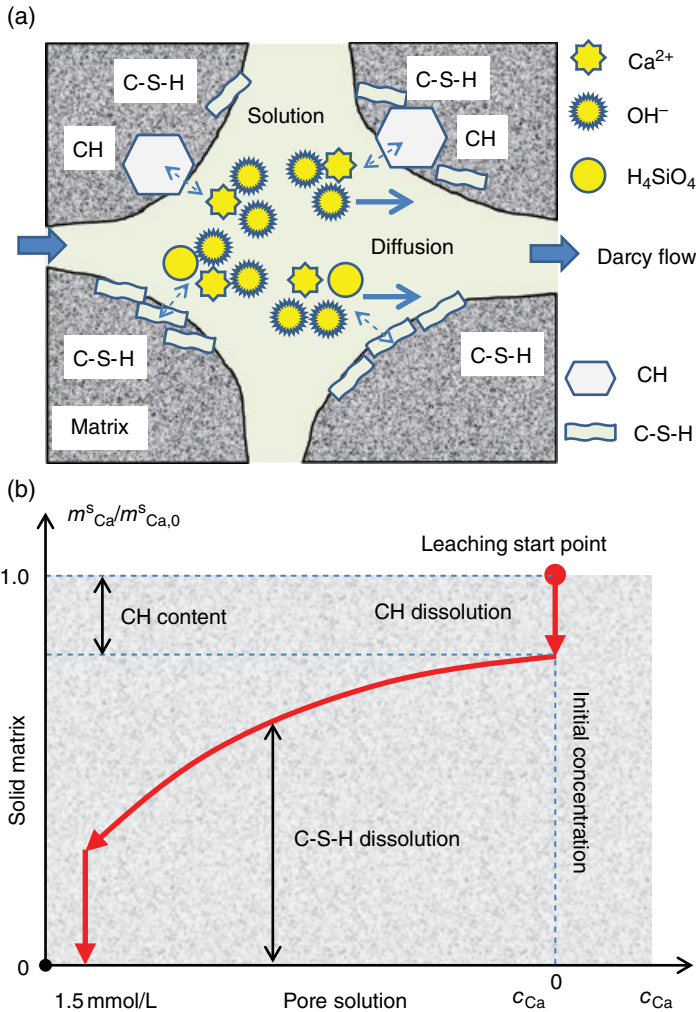 (a)
C-S-H
C-S-H
Ca²⁺
Solution
CH
CH
OH⁻
H₄SiO₄
Diffusion
Darcy flow
C-S-H
C-S-H
CH
Matrix
C-S-H
(b)
mˢCa/mˢCa,0
Leaching start point
1.0
CH content
CH dissolution
Solid matrix
Initial concentration
C-S-H dissolution
0
0
1.5 mmol/L
Pore solution
cCa
cCa